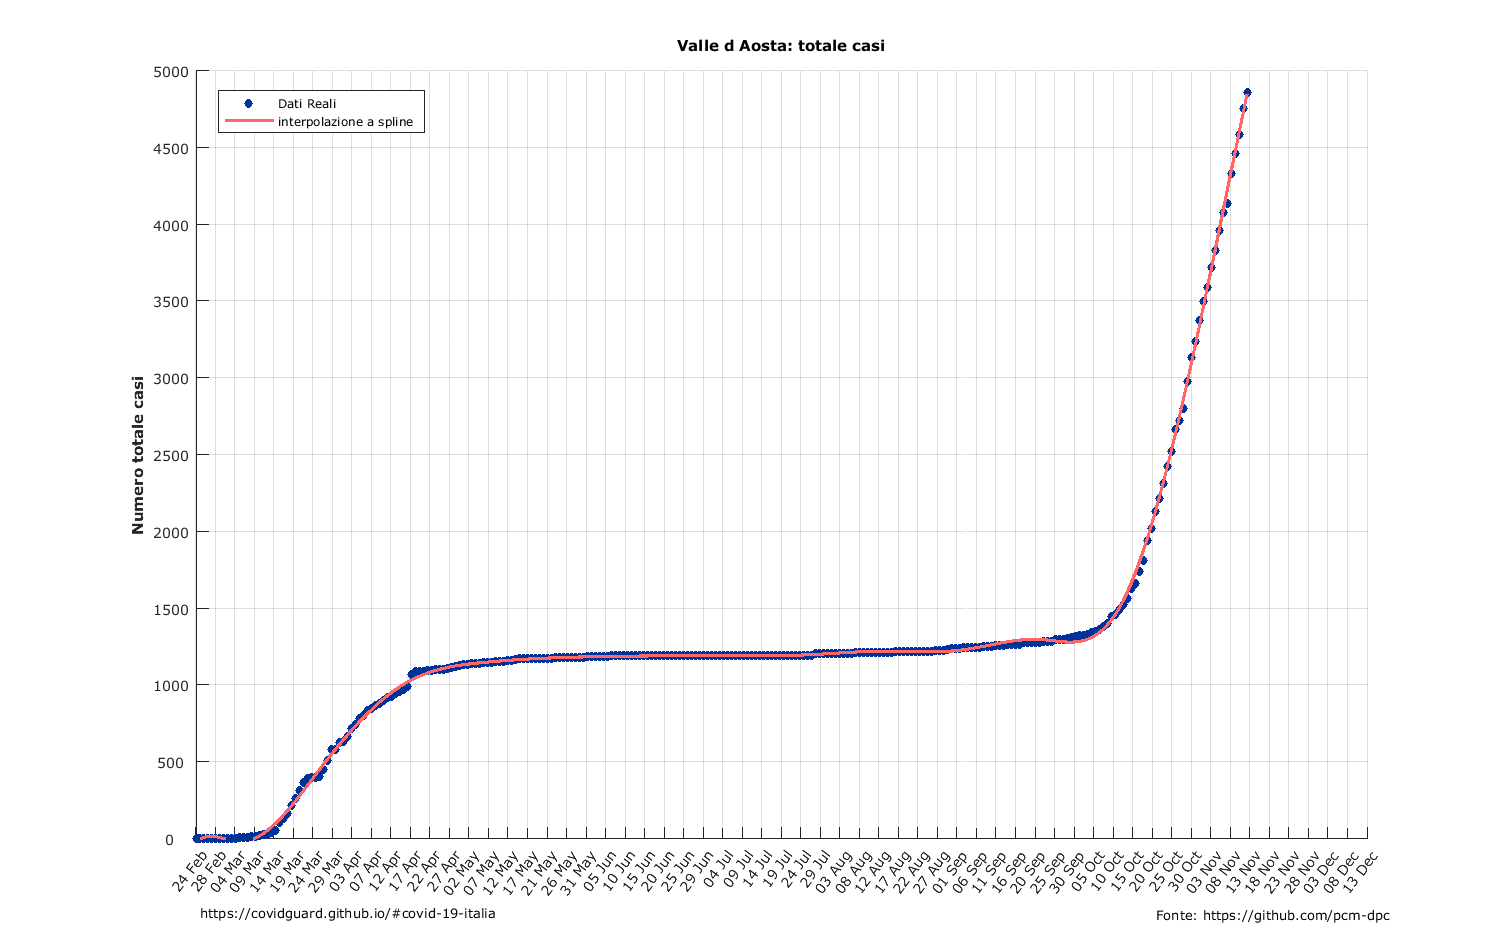 Valle d Aosta: totale casi
Dati Reali
interpolazione a spline
Numero totale casi
5000
4500
4000
3500
3000
2500
2000
1500
1000
500
0
24 Feb
28 Feb
04 Mar
09 Mar
14 Mar
19 Mar
24 Mar
29 Mar
03 Apr
07 Apr
12 Apr
17 Apr
22 Apr
27 Apr
02 May
07 May
12 May
17 May
21 May
26 May
31 May
05 Jun
10 Jun
15 Jun
20 Jun
25 Jun
29 Jun
04 Jul
09 Jul
14 Jul
19 Jul
24 Jul
29 Jul
03 Aug
08 Aug
12 Aug
17 Aug
22 Aug
27 Aug
01 Sep
06 Sep
11 Sep
16 Sep
20 Sep
25 Sep
30 Sep
05 Oct
10 Oct
15 Oct
20 Oct
25 Oct
30 Oct
03 Nov
08 Nov
13 Nov
18 Nov
23 Nov
28 Nov
03 Dec
08 Dec
13 Dec
https://covidguard.github.io/#covid-19-italia
Fonte: https://github.com/pcm-dpc